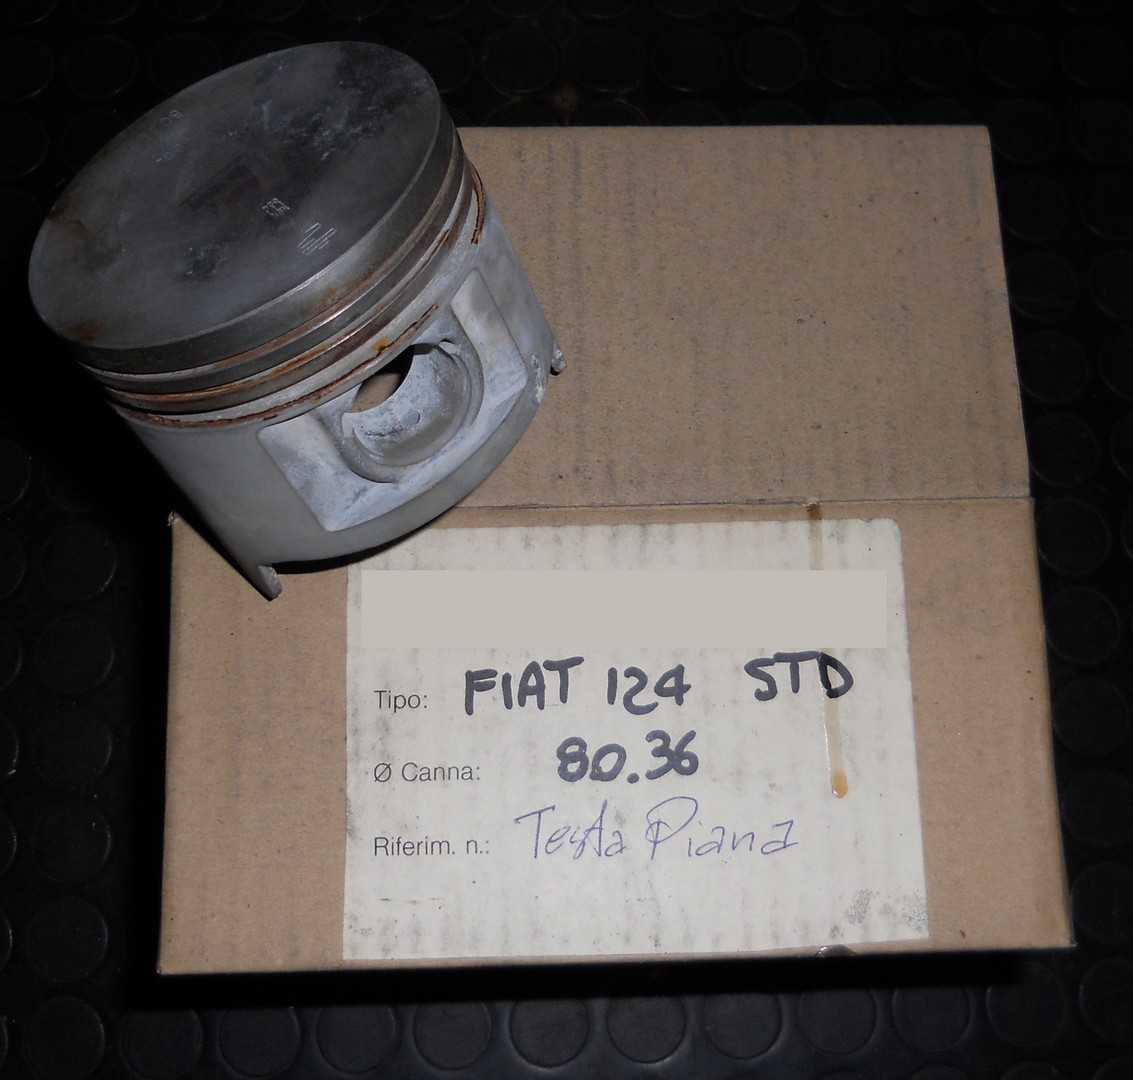 Tipo: FIAT 124 STD
Ø Canna: 80.36
Riferim. n.: Testa Piana